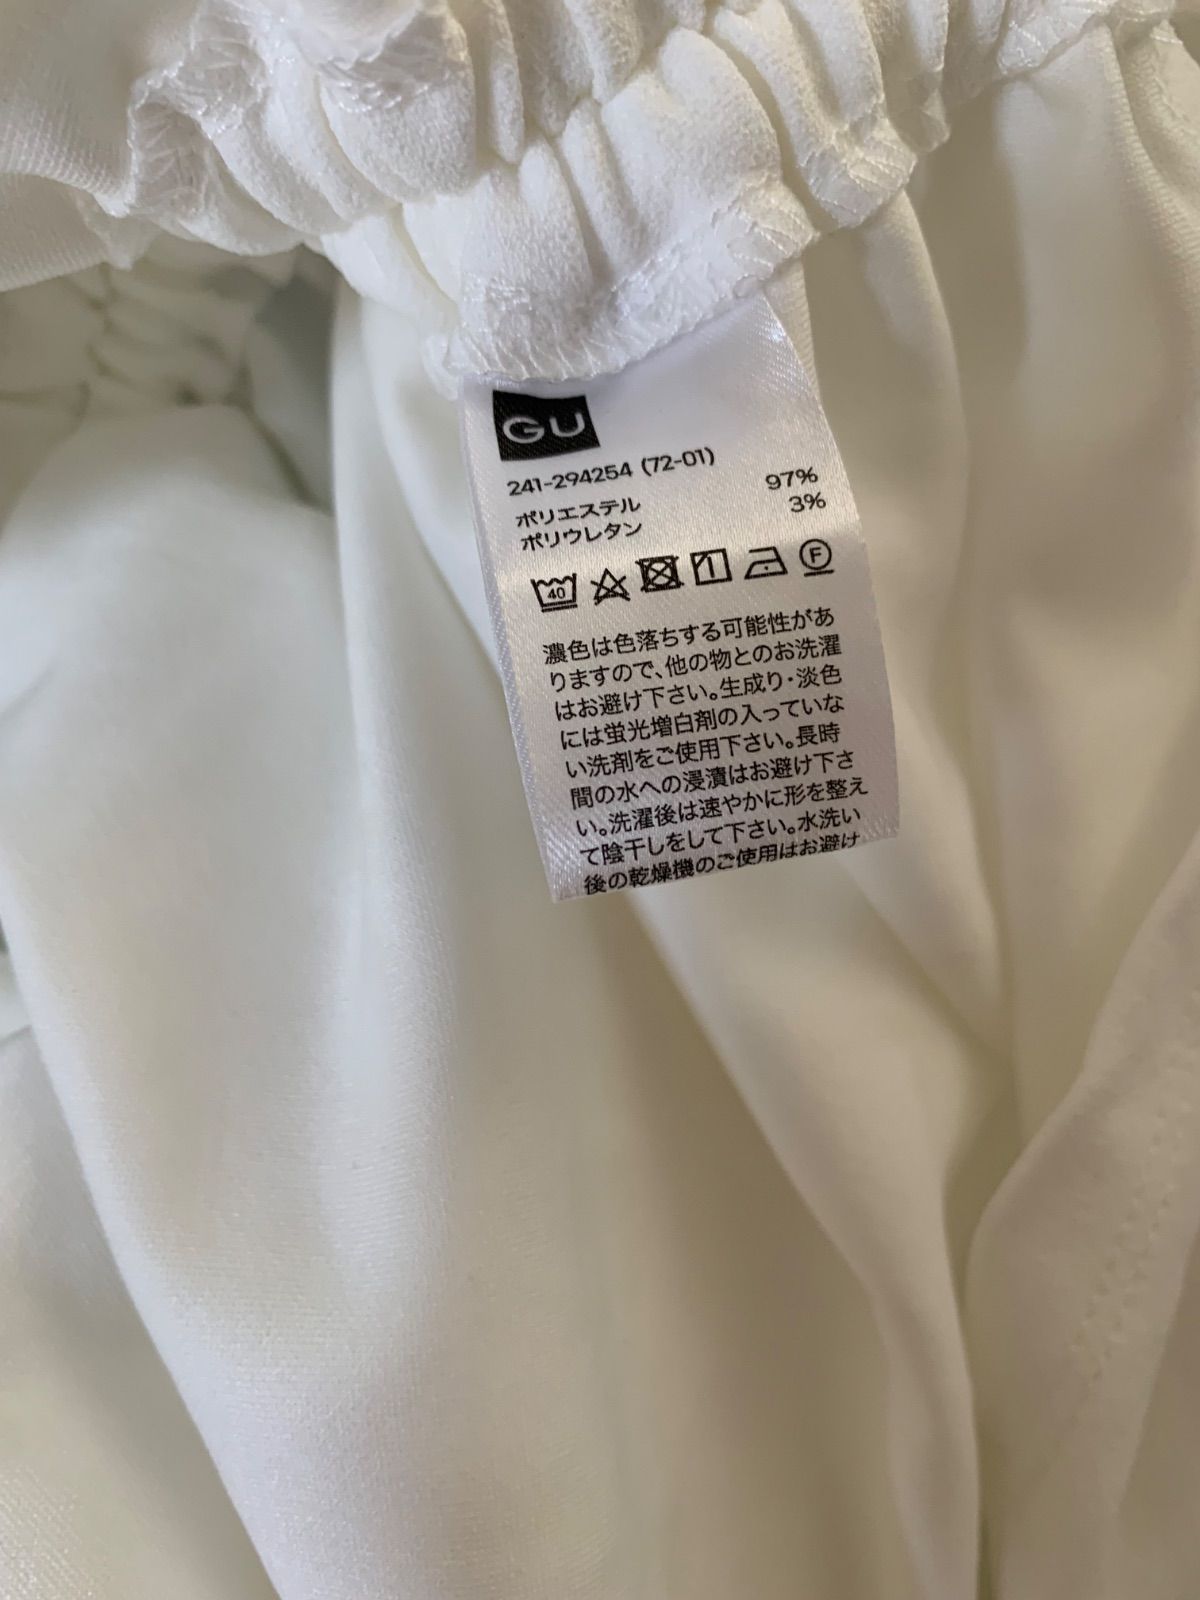 GU
241-294254 (72-01)
ポリエステル 97%
ポリウレタン 3%
40 F
濃色は色落ちする可能性があ
りますので、他の物とのお洗濯
はお避け下さい。生成り・淡色
には蛍光増白剤の入っていな
い洗剤をご使用下さい。長時
間の水への浸漬はお避け下さ
い。洗濯後は速やかに形を整え
て陰干しをして下さい。水洗い
後の乾燥機のご使用はお避け